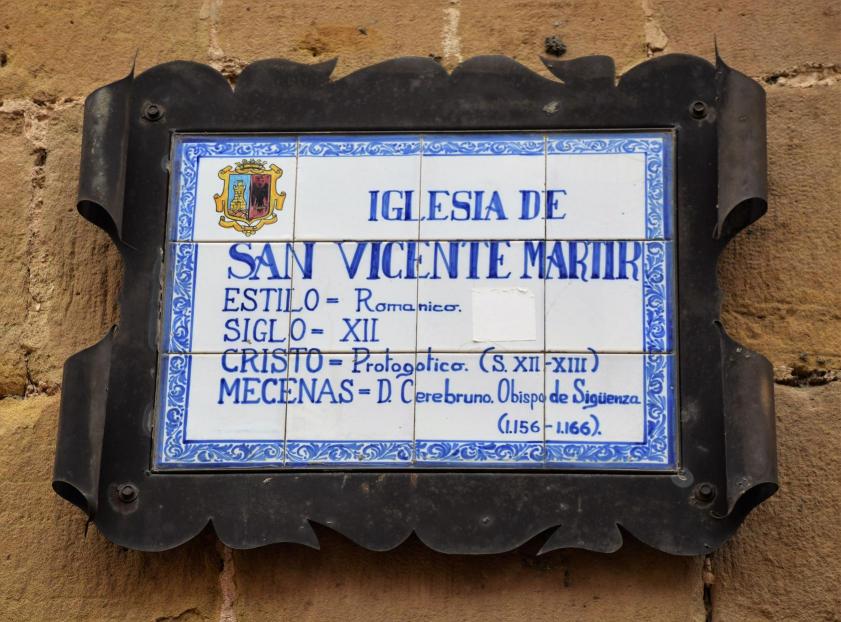 IGLESIA DE
SAN VICENTE MARTIR
ESTILO = Romanico.
SIGLO = XII
CRISTO = Protogotico. (S. XII-XIII)
MECENAS = D. Cerebruno. Obispo de Sigüenza
(1.156 - 1.166).